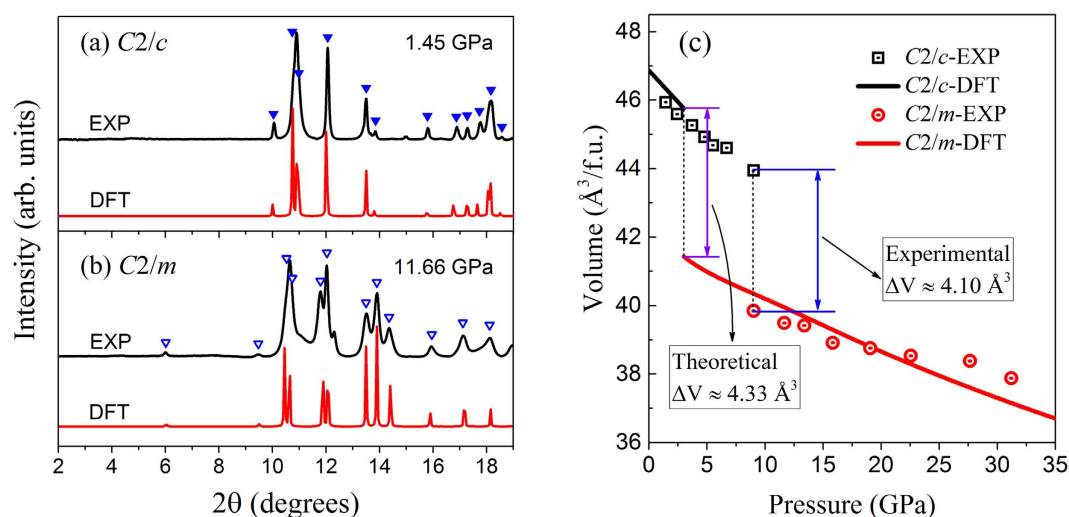 (a) C2/c
1.45 GPa
EXP
DFT
(b) C2/m
11.66 GPa
EXP
DFT
Intensity (arb. units)
2 4 6 8 10 12 14 16 18
2θ (degrees)
(c)
C2/c-EXP
C2/c-DFT
C2/m-EXP
C2/m-DFT
Experimental
ΔV ≈ 4.10 Å³
Theoretical
ΔV ≈ 4.33 Å³
Volume (Å³/f.u.)
48
46
44
42
40
38
36
0 5 10 15 20 25 30 35
Pressure (GPa)